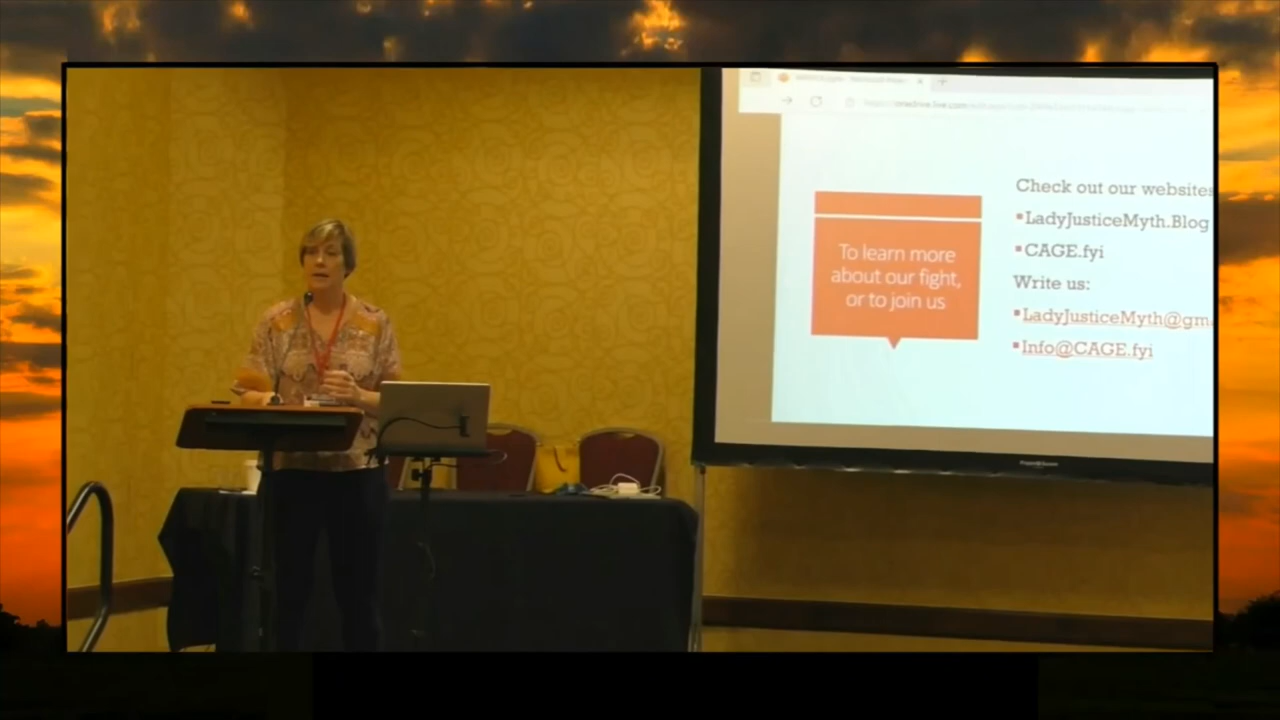 To learn more
about our fight,
or to join us
Check out our websites
▪LadyJusticeMyth.Blog
▪CAGE.fyi
Write us:
▪LadyJusticeMyth@gm
▪Info@CAGE.fyi